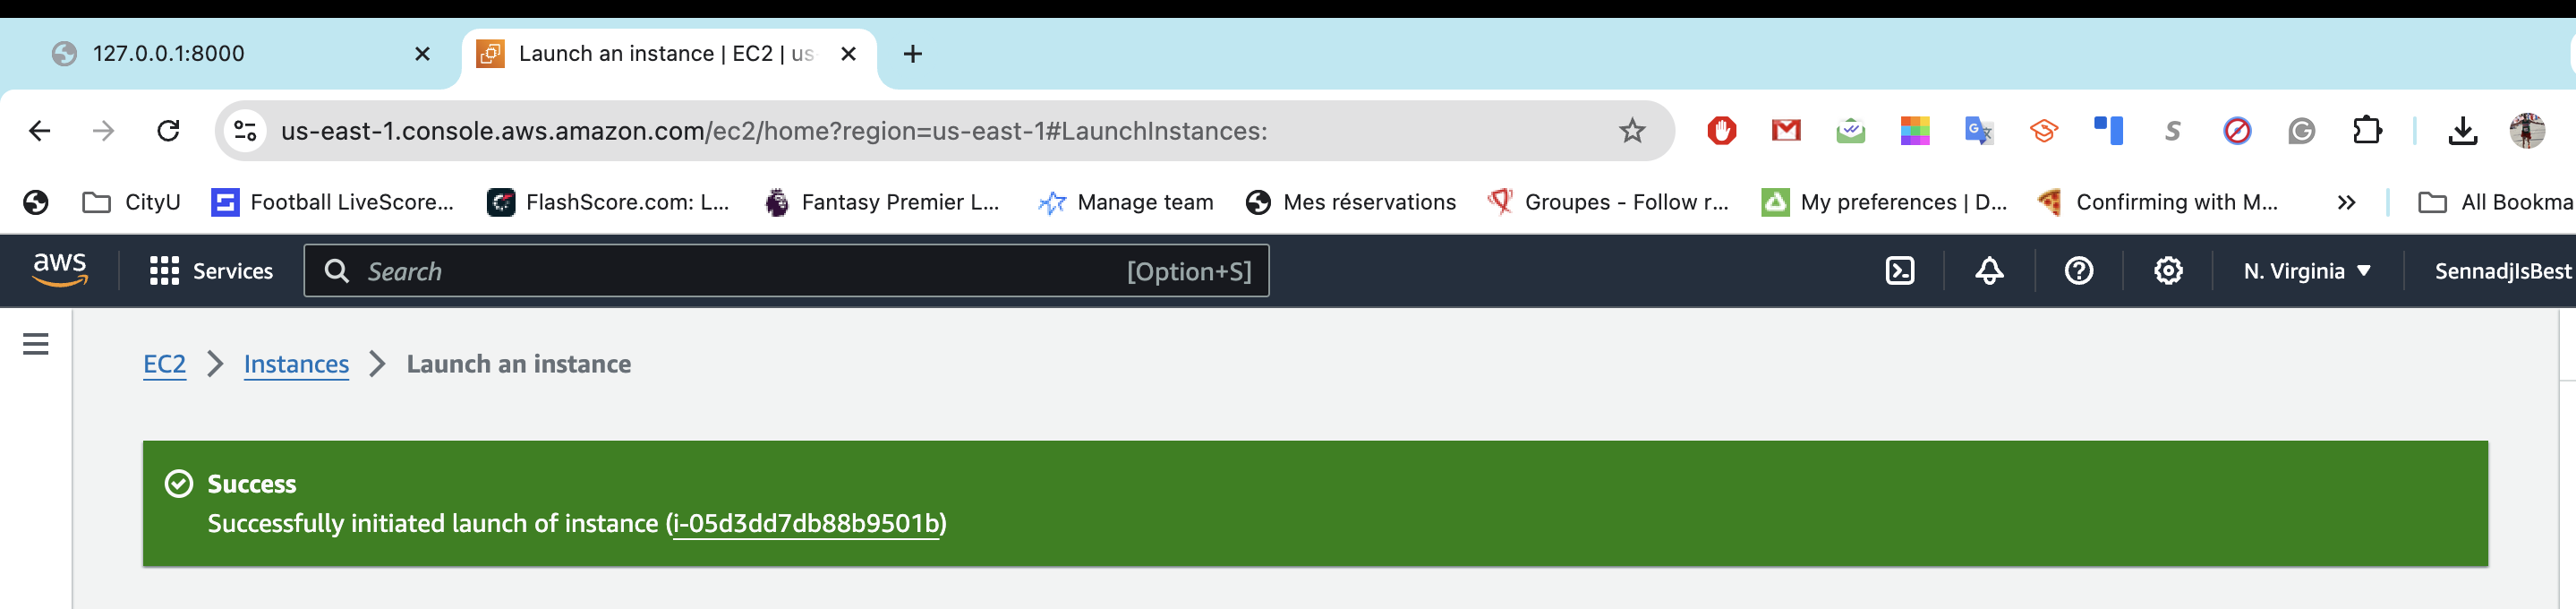 127.0.0.1:8000
Launch an instance | EC2 | us
us-east-1.console.aws.amazon.com/ec2/home?region=us-east-1#LaunchInstances:
CityU
Football LiveScore...
FlashScore.com: L...
Fantasy Premier L...
Manage team
Mes réservations
Groupes - Follow r...
My preferences | D...
Confirming with M...
All Bookma
aws
Services
Search
[Option+S]
N. Virginia
SennadjIsBest
EC2
Instances
Launch an instance
Success
Successfully initiated launch of instance (i-05d3dd7db88b9501b)